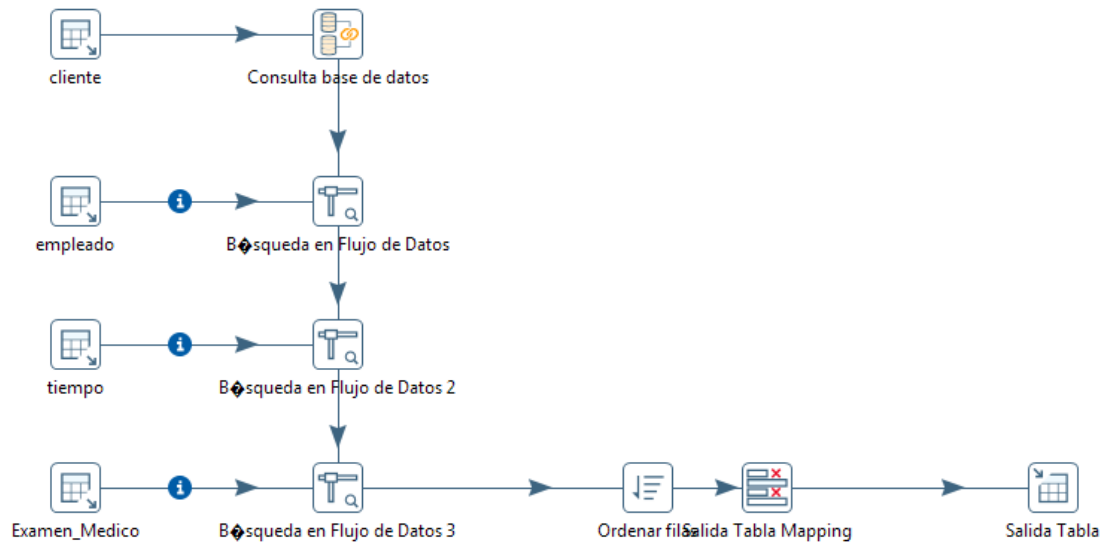 cliente
Consulta base de datos
empleado
B�squeda en Flujo de Datos
tiempo
B�squeda en Flujo de Datos 2
Examen_Medico
B�squeda en Flujo de Datos 3
Ordenar filas
Salida Tabla Mapping
Salida Tabla